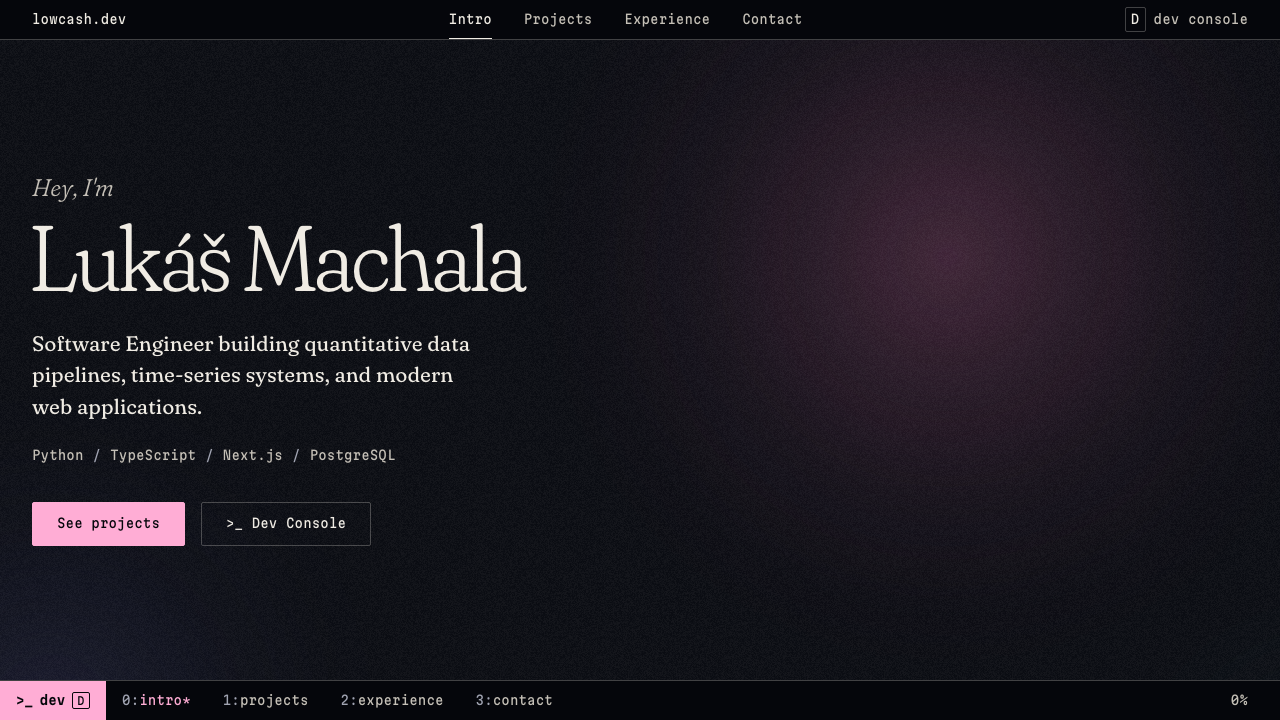 lowcash.dev
Intro Projects Experience Contact
D dev console
Hey, I'm
Lukáš Machala
Software Engineer building quantitative data
pipelines, time-series systems, and modern
web applications.
Python / TypeScript / Next.js / PostgreSQL
See projects
>_ Dev Console
>_ dev D
0:intro* 1:projects 2:experience 3:contact
0%